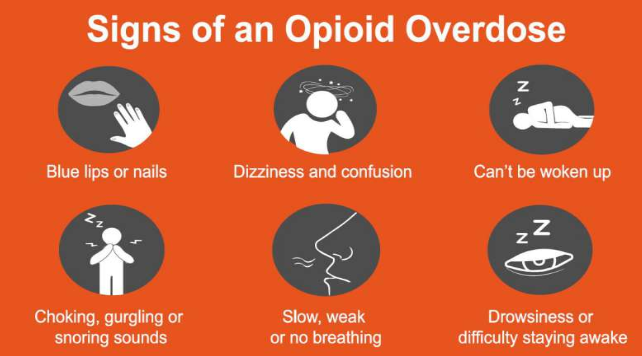 Signs of an Opioid Overdose
Z
Z
Blue lips or nails
Dizziness and confusion
Can't be woken up
Z
Z
Z
Z
Z
Choking, gurgling or
snoring sounds
Slow, weak
or no breathing
Drowsiness or
difficulty staying awake